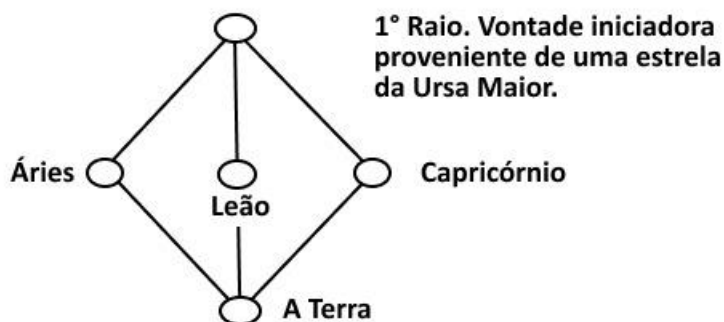 1° Raio. Vontade iniciadora
proveniente de uma estrela
da Ursa Maior.
Áries
Capricórnio
Leão
A Terra